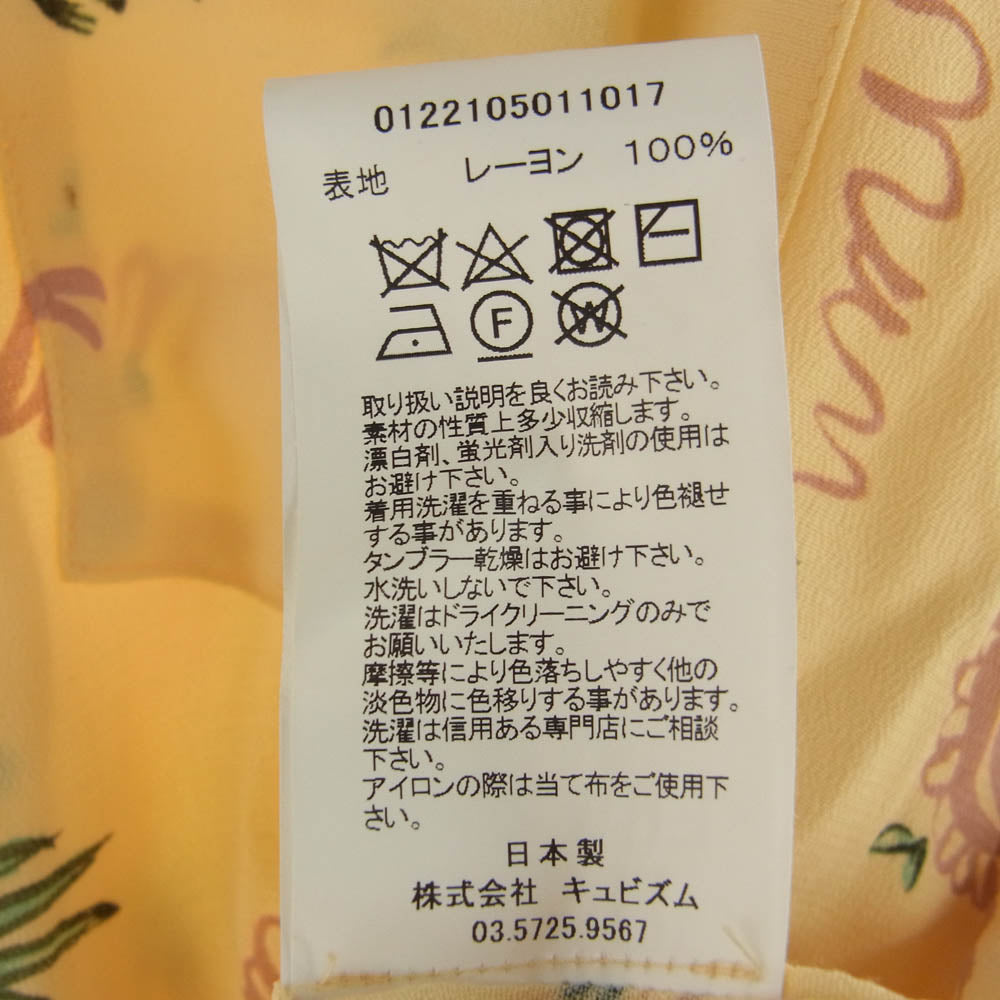 0122105011017
表地 レーヨン 100%
F
W
取り扱い説明を良くお読み下さい。
素材の性質上多少収縮します。
漂白剤、蛍光剤入り洗剤の使用は
お避け下さい。
着用洗濯を重ねる事により色褪せ
する事があります。
タンブラー乾燥はお避け下さい。
水洗いしないで下さい。
洗濯はドライクリーニングのみで
お願いいたします。
摩擦等により色落ちしやすく他の
淡色物に色移りする事があります。
洗濯は信用ある専門店にご相談
下さい。
アイロンの際は当て布をご使用下
さい。
日本製
株式会社 キュビズム
03.5725.9567